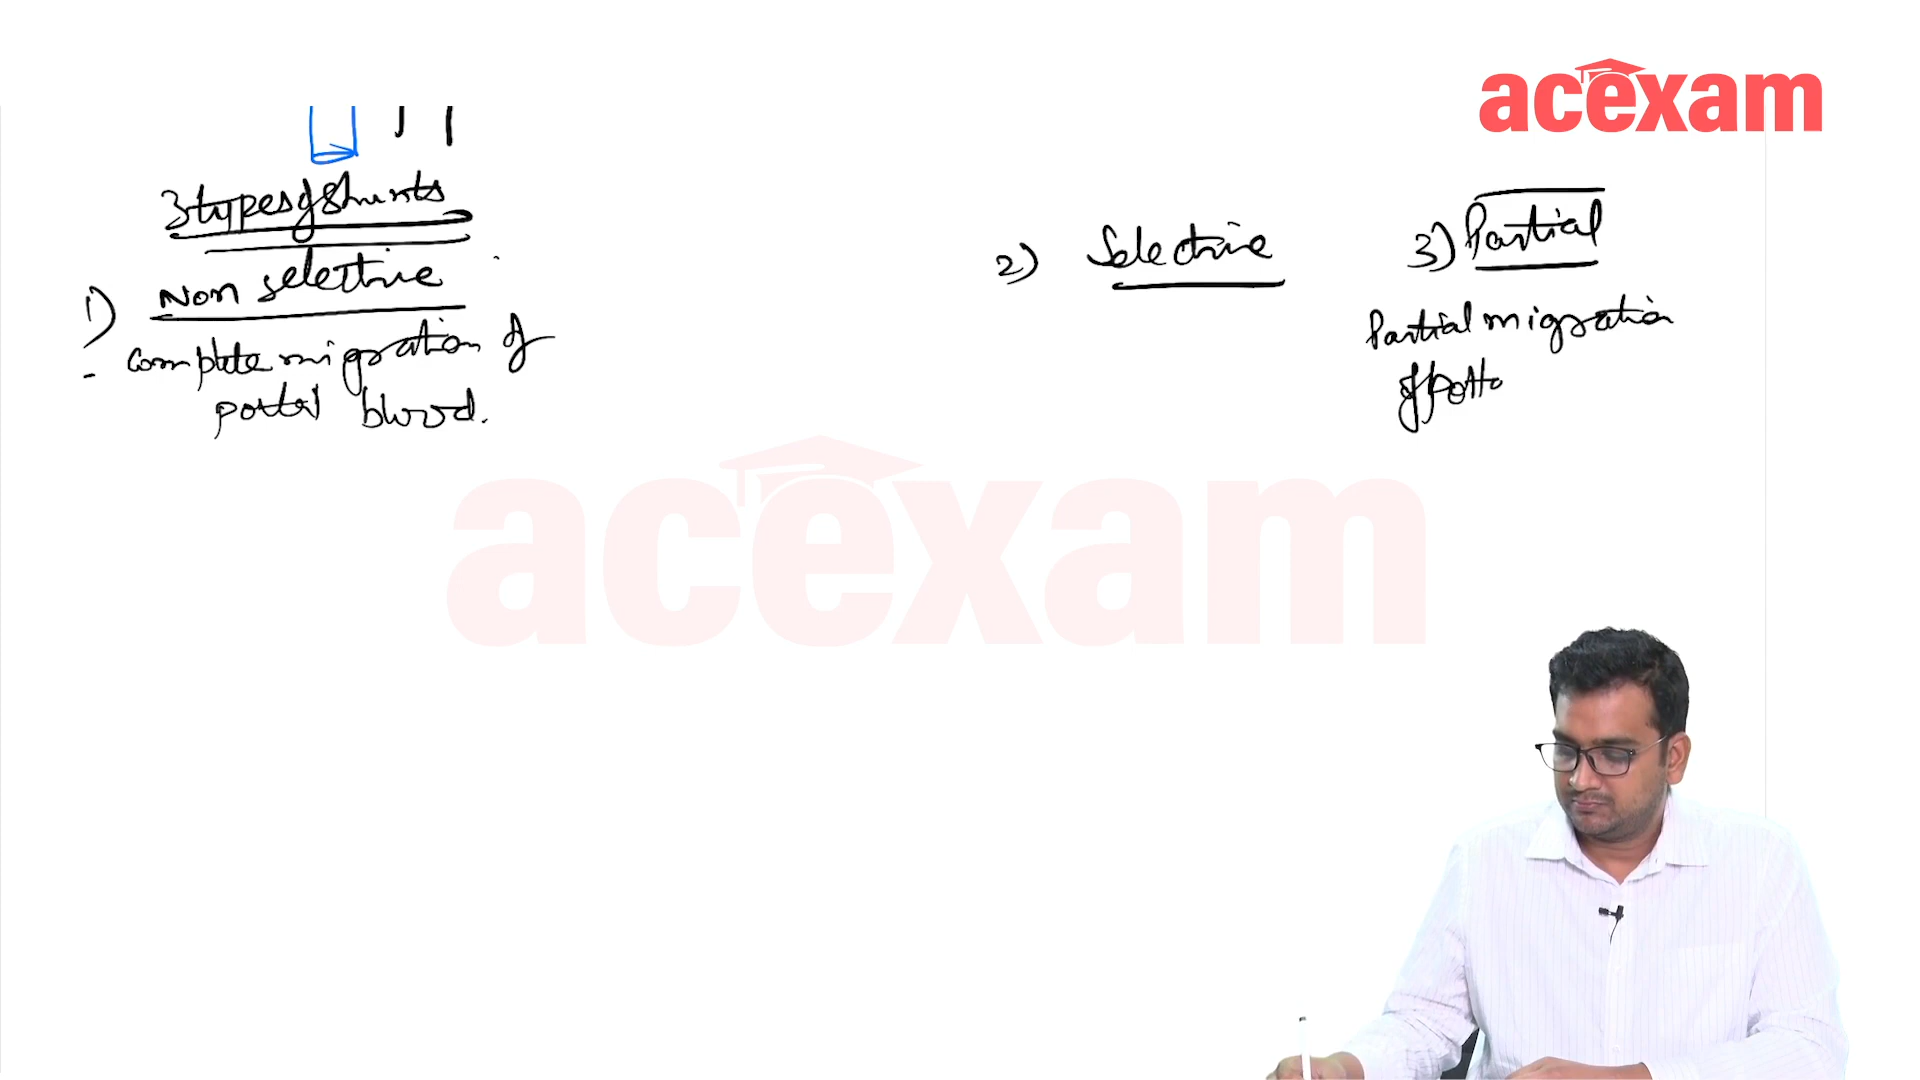 acexam
3 types of shunts
1) Non selective
- complete migration of
portal blood.
2) Selective
3) Partial
Partial migration
of
acexam